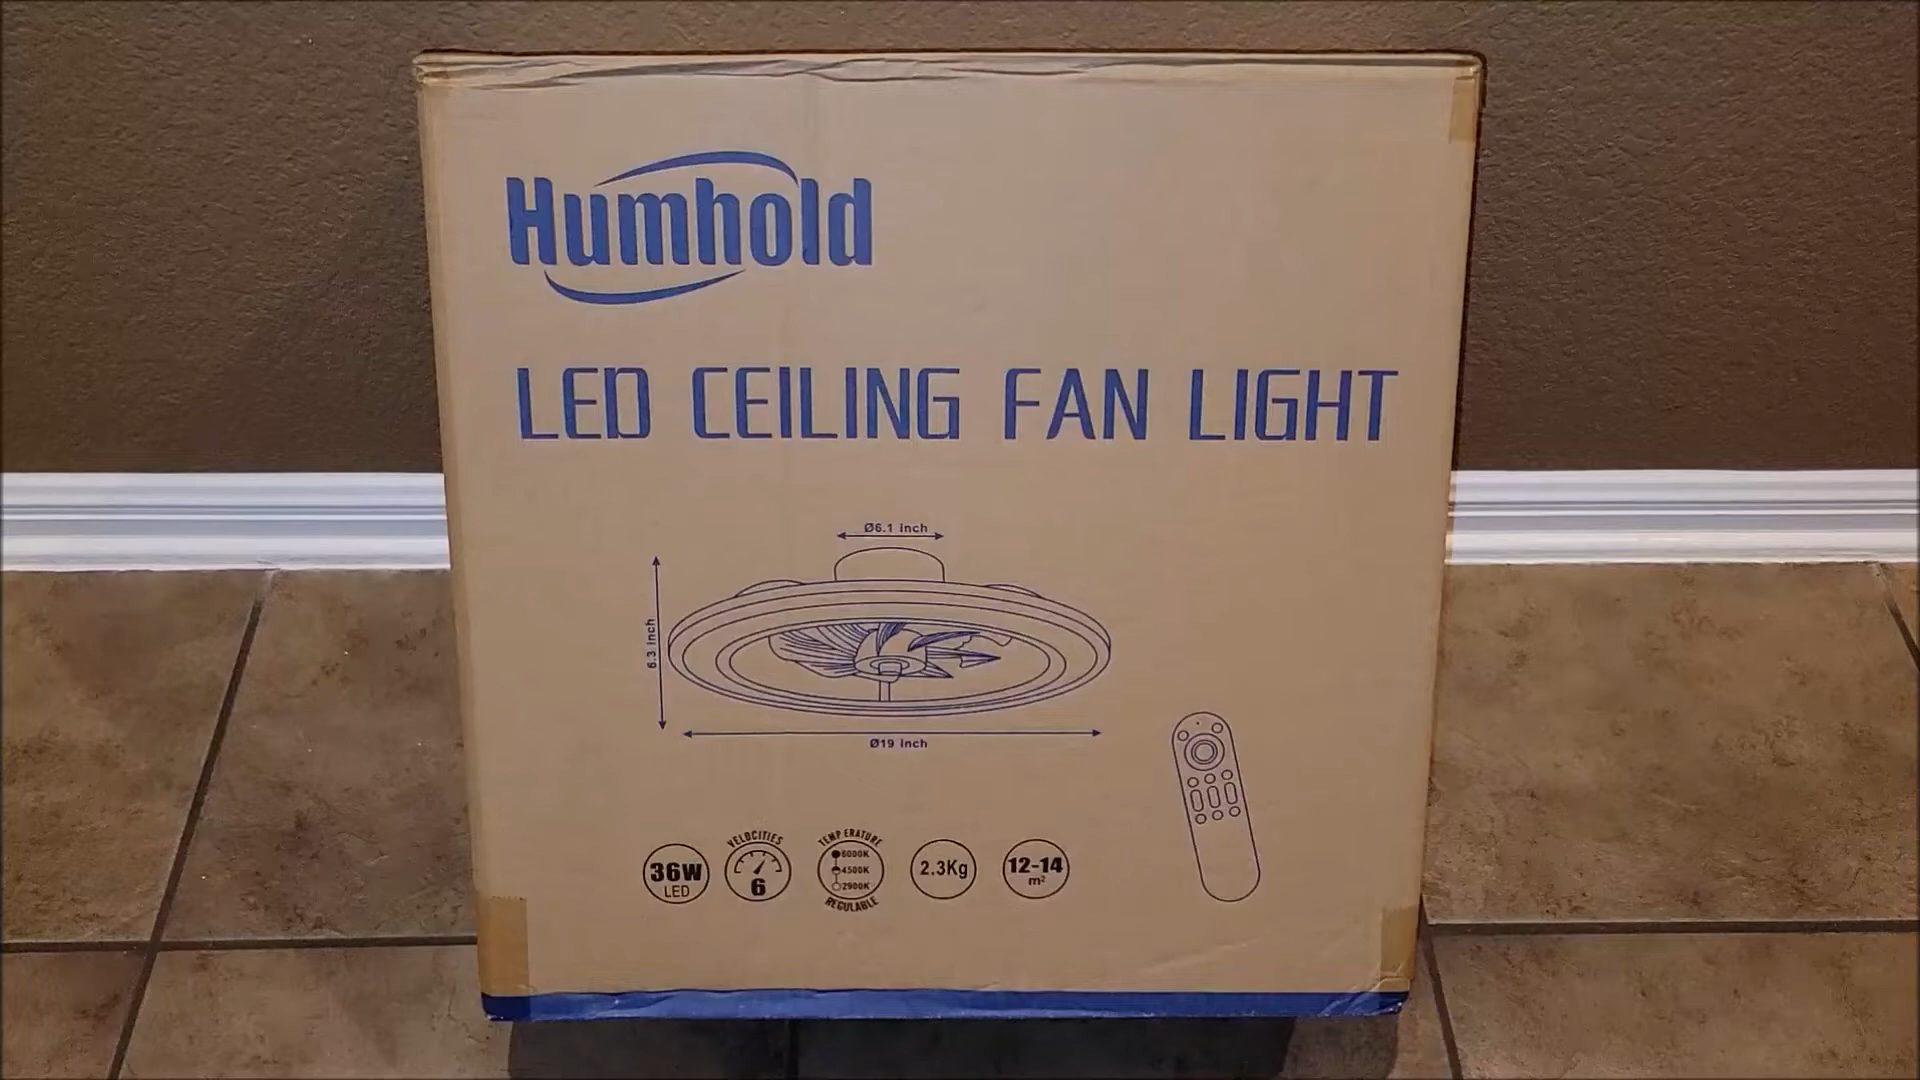 Humhold
LED CEILING FAN LIGHT
Ø6.1 inch
6.3 inch
Ø19 inch
36W
LED
VELOCITIES
6
TEMPERATURE
6000K
4500K
2900K
REGULABLE
2.3Kg
12-14
m²